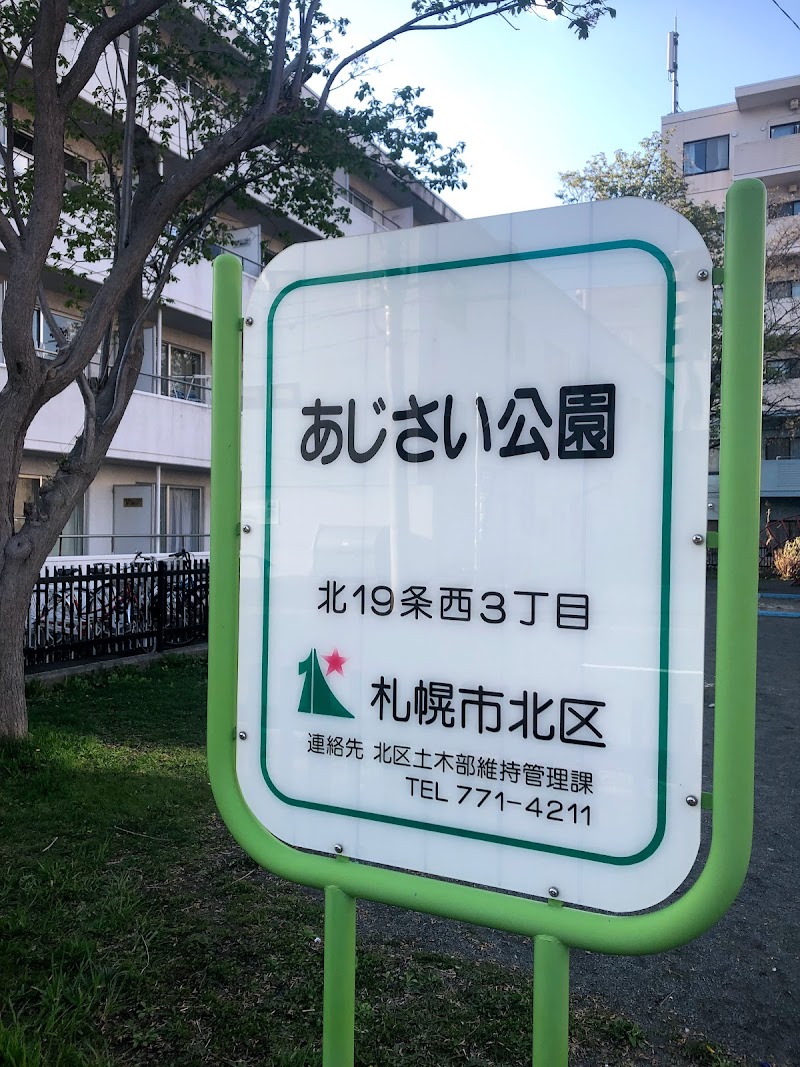 あじさい公園
北19条西3丁目
札幌市北区
連絡先 北区土木部維持管理課
TEL 771-4211